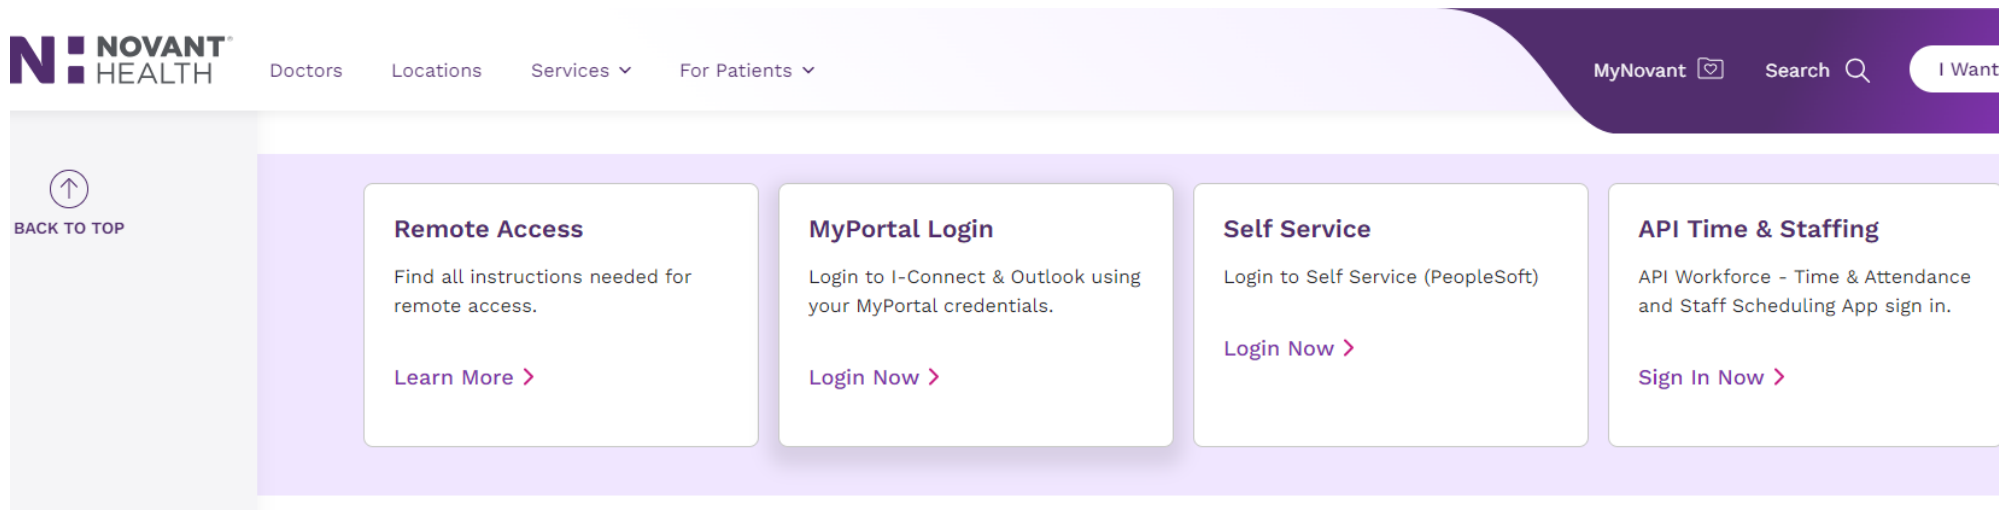 NOVANT®
HEALTH
Doctors Locations Services For Patients
MyNovant Search I Want
BACK TO TOP
Remote Access
Find all instructions needed for
remote access.
Learn More
MyPortal Login
Login to I-Connect & Outlook using
your MyPortal credentials.
Login Now
Self Service
Login to Self Service (PeopleSoft)
Login Now
API Time & Staffing
API Workforce - Time & Attendance
and Staff Scheduling App sign in.
Sign In Now